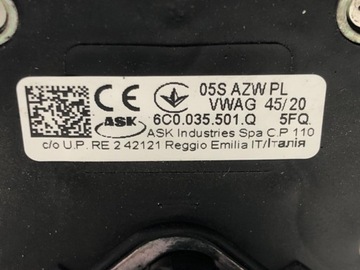 05S AZW PL
CE VWAG 45/20
ASK 6C0.035.501.Q 5FQ
ASK Industries Spa C.P 110
c/o U.P. RE 2 42121 Reggio Emilia IT/Італія